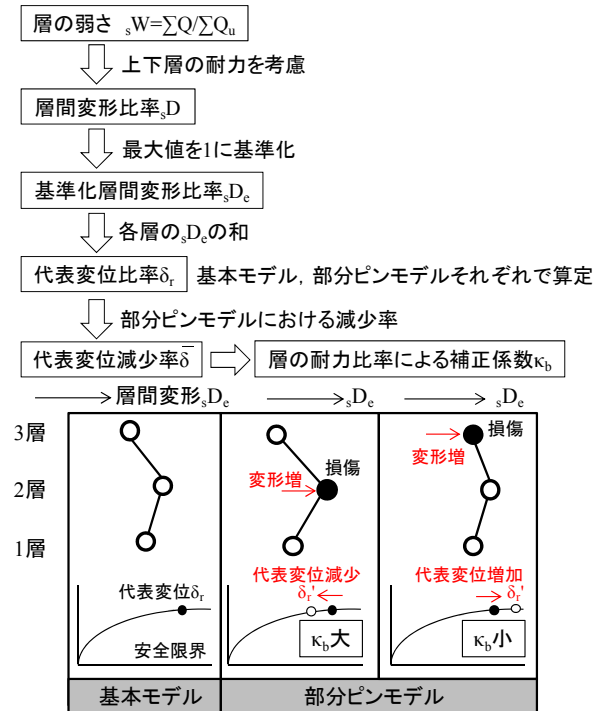 層の弱さ sW=∑Q/∑Qu
上下層の耐力を考慮
層間変形比率sD
最大値を1に基準化
基準化層間変形比率sDe
各層のsDeの和
代表変位比率δr 基本モデル，部分ピンモデルそれぞれで算定
部分ピンモデルにおける減少率
代表変位減少率δ̅ 層の耐力比率による補正係数κb
層間変形sDe sDe sDe
3層
2層
1層
代表変位δr
安全限界
損傷
変形増
代表変位減少
δr'
κb大
損傷
変形増
代表変位増加
δr'
κb小
基本モデル 部分ピンモデル